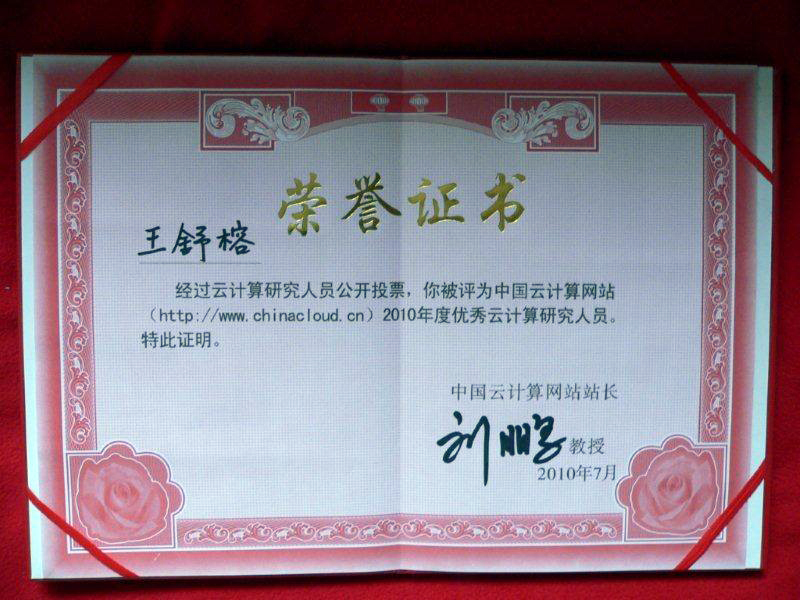 荣誉证书
王舒榕
经过云计算研究人员公开投票，你被评为中国云计算网站
（http://www.chinacloud.cn）2010年度优秀云计算研究人员。
特此证明。
中国云计算网站站长
刘鹏 教授
2010年7月